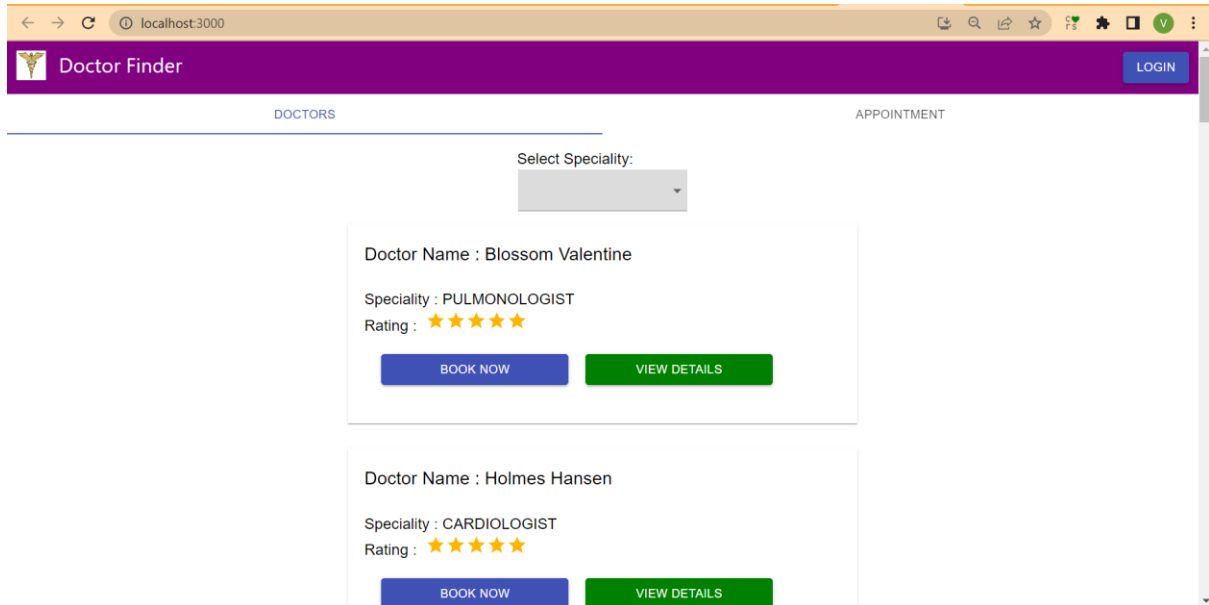 localhost:3000
V
Doctor Finder
LOGIN
DOCTORS
APPOINTMENT
Select Speciality:
Doctor Name : Blossom Valentine
Speciality : PULMONOLOGIST
Rating :
BOOK NOW
VIEW DETAILS
Doctor Name : Holmes Hansen
Speciality : CARDIOLOGIST
Rating :
BOOK NOW
VIEW DETAILS